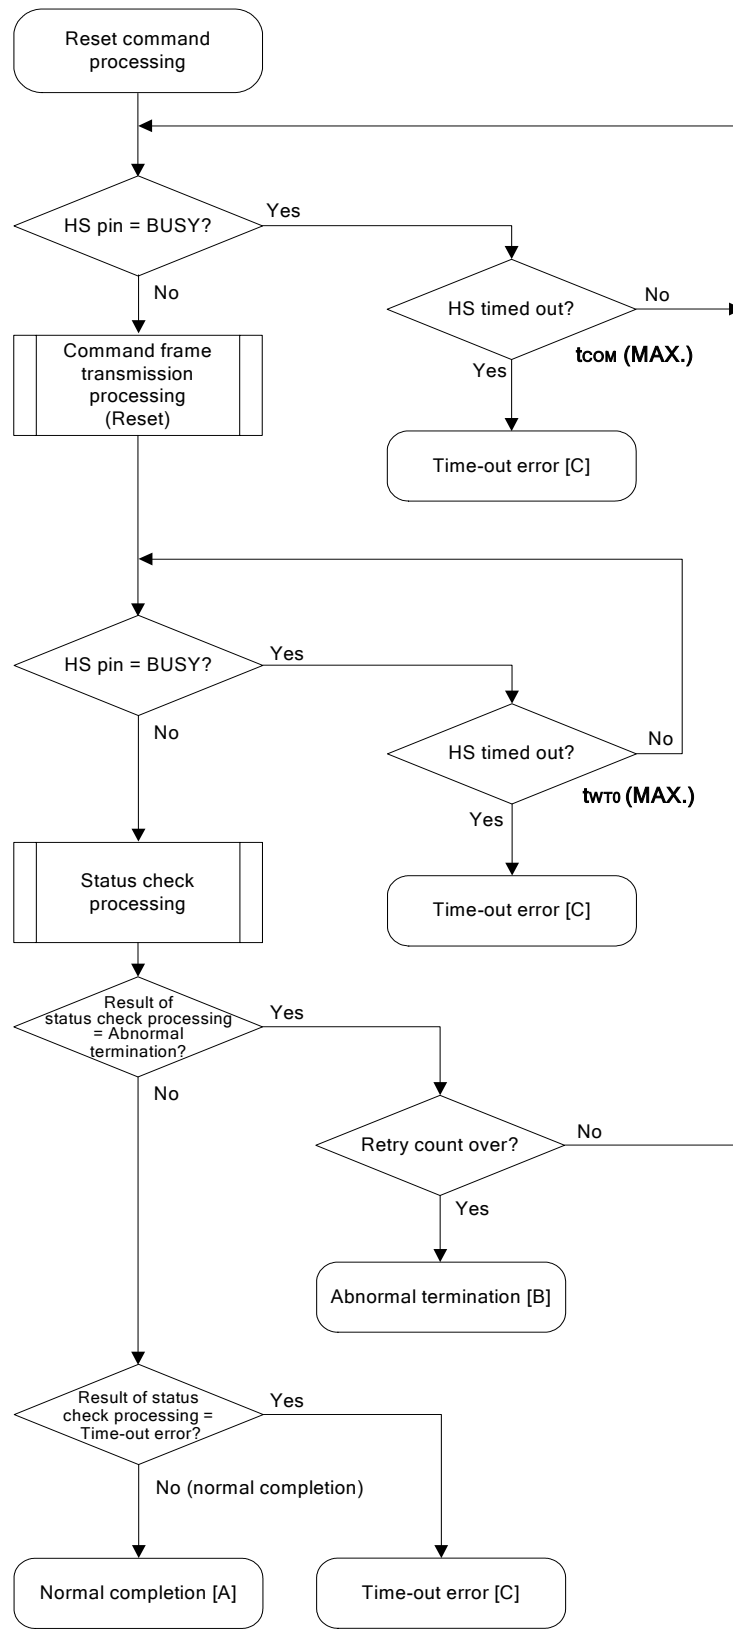 Reset command
processing
HS pin = BUSY?
Yes
No
HS timed out?
No
tCOM (MAX.)
Yes
Command frame
transmission
processing
(Reset)
Time-out error [C]
HS pin = BUSY?
Yes
No
HS timed out?
No
tWT0 (MAX.)
Yes
Status check
processing
Time-out error [C]
Result of
status check processing
= Abnormal
termination?
Yes
No
Retry count over?
No
Yes
Abnormal termination [B]
Result of status
check processing =
Time-out error?
Yes
No (normal completion)
Normal completion [A]
Time-out error [C]